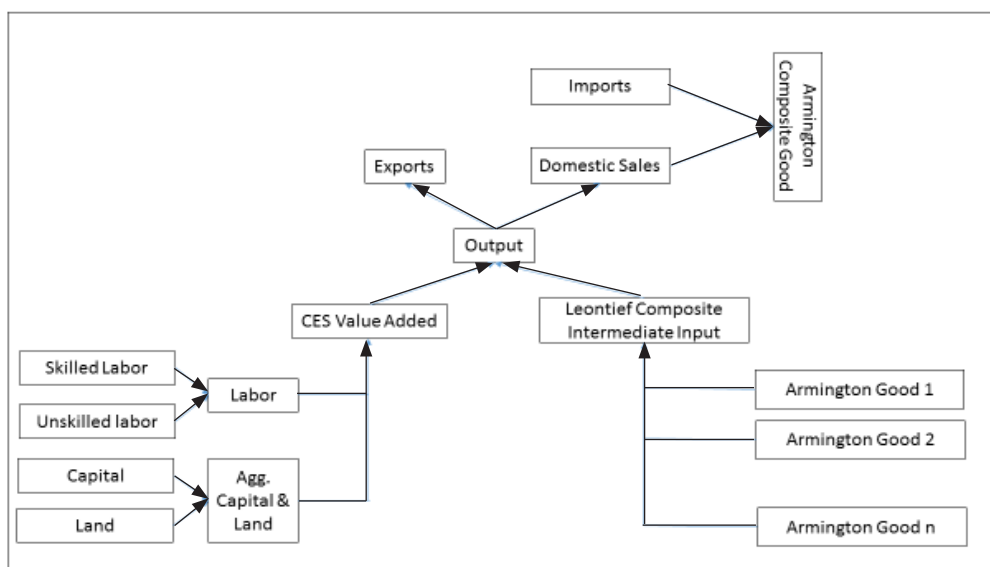 Imports
Armington
Composite Good
Exports
Domestic Sales
Output
CES Value Added
Leontief Composite
Intermediate Input
Skilled Labor
Labor
Unskilled labor
Capital
Agg.
Capital &
Land
Land
Armington Good 1
Armington Good 2
Armington Good n